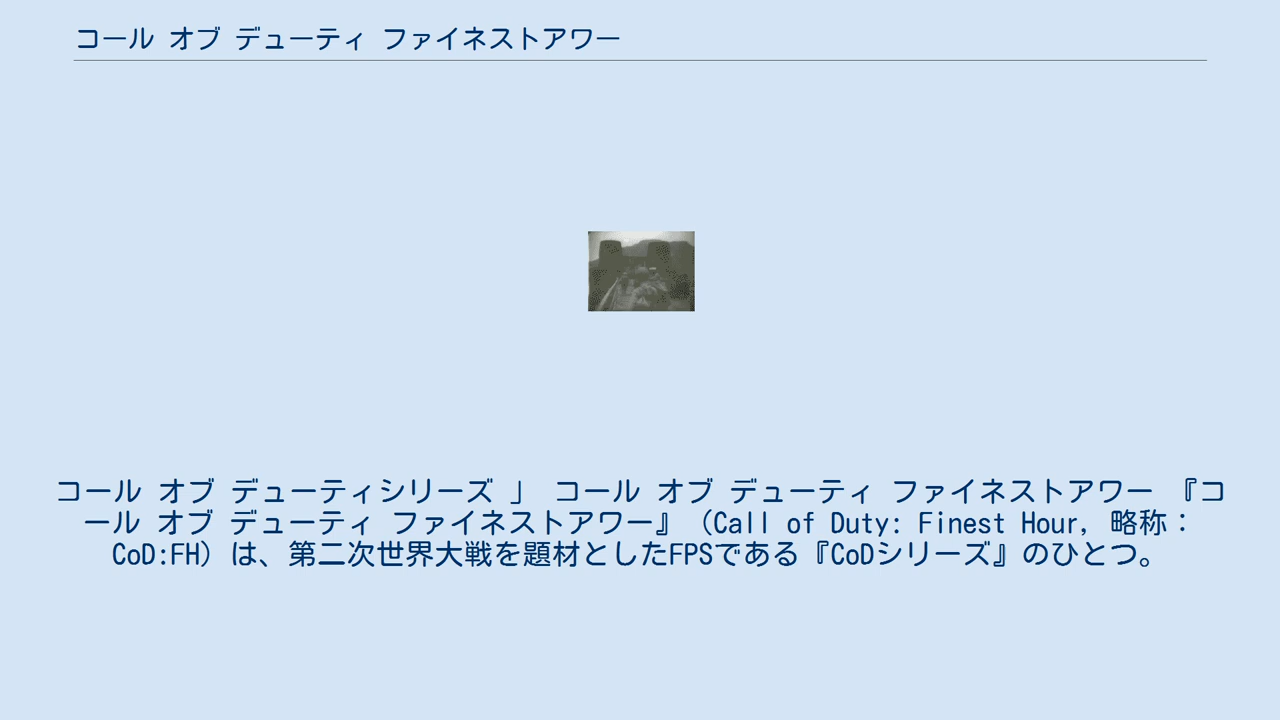 コール オブ デューティ ファイネストアワー
コール オブ デューティシリーズ 」 コール オブ デューティ ファイネストアワー 『コ
ール オブ デューティ ファイネストアワー』（Call of Duty: Finest Hour, 略称：
CoD:FH）は、第二次世界大戦を題材としたFPSである『CoDシリーズ』のひとつ。